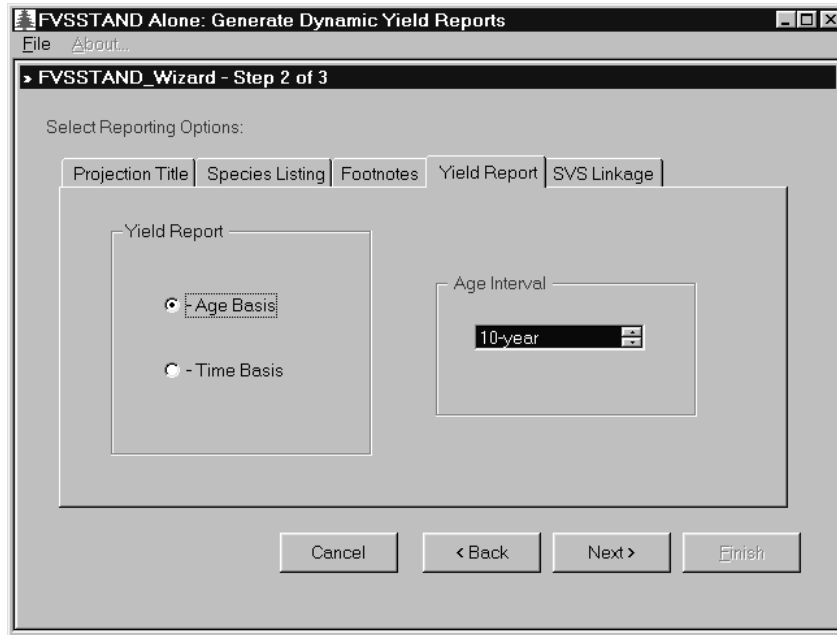 FVSSTAND Alone: Generate Dynamic Yield Reports
File About...
> FVSSTAND_Wizard - Step 2 of 3
Select Reporting Options:
Projection Title Species Listing Footnotes Yield Report SVS Linkage
Yield Report
- Age Basis
- Time Basis
Age Interval
10-year
Cancel < Back Next > Finish